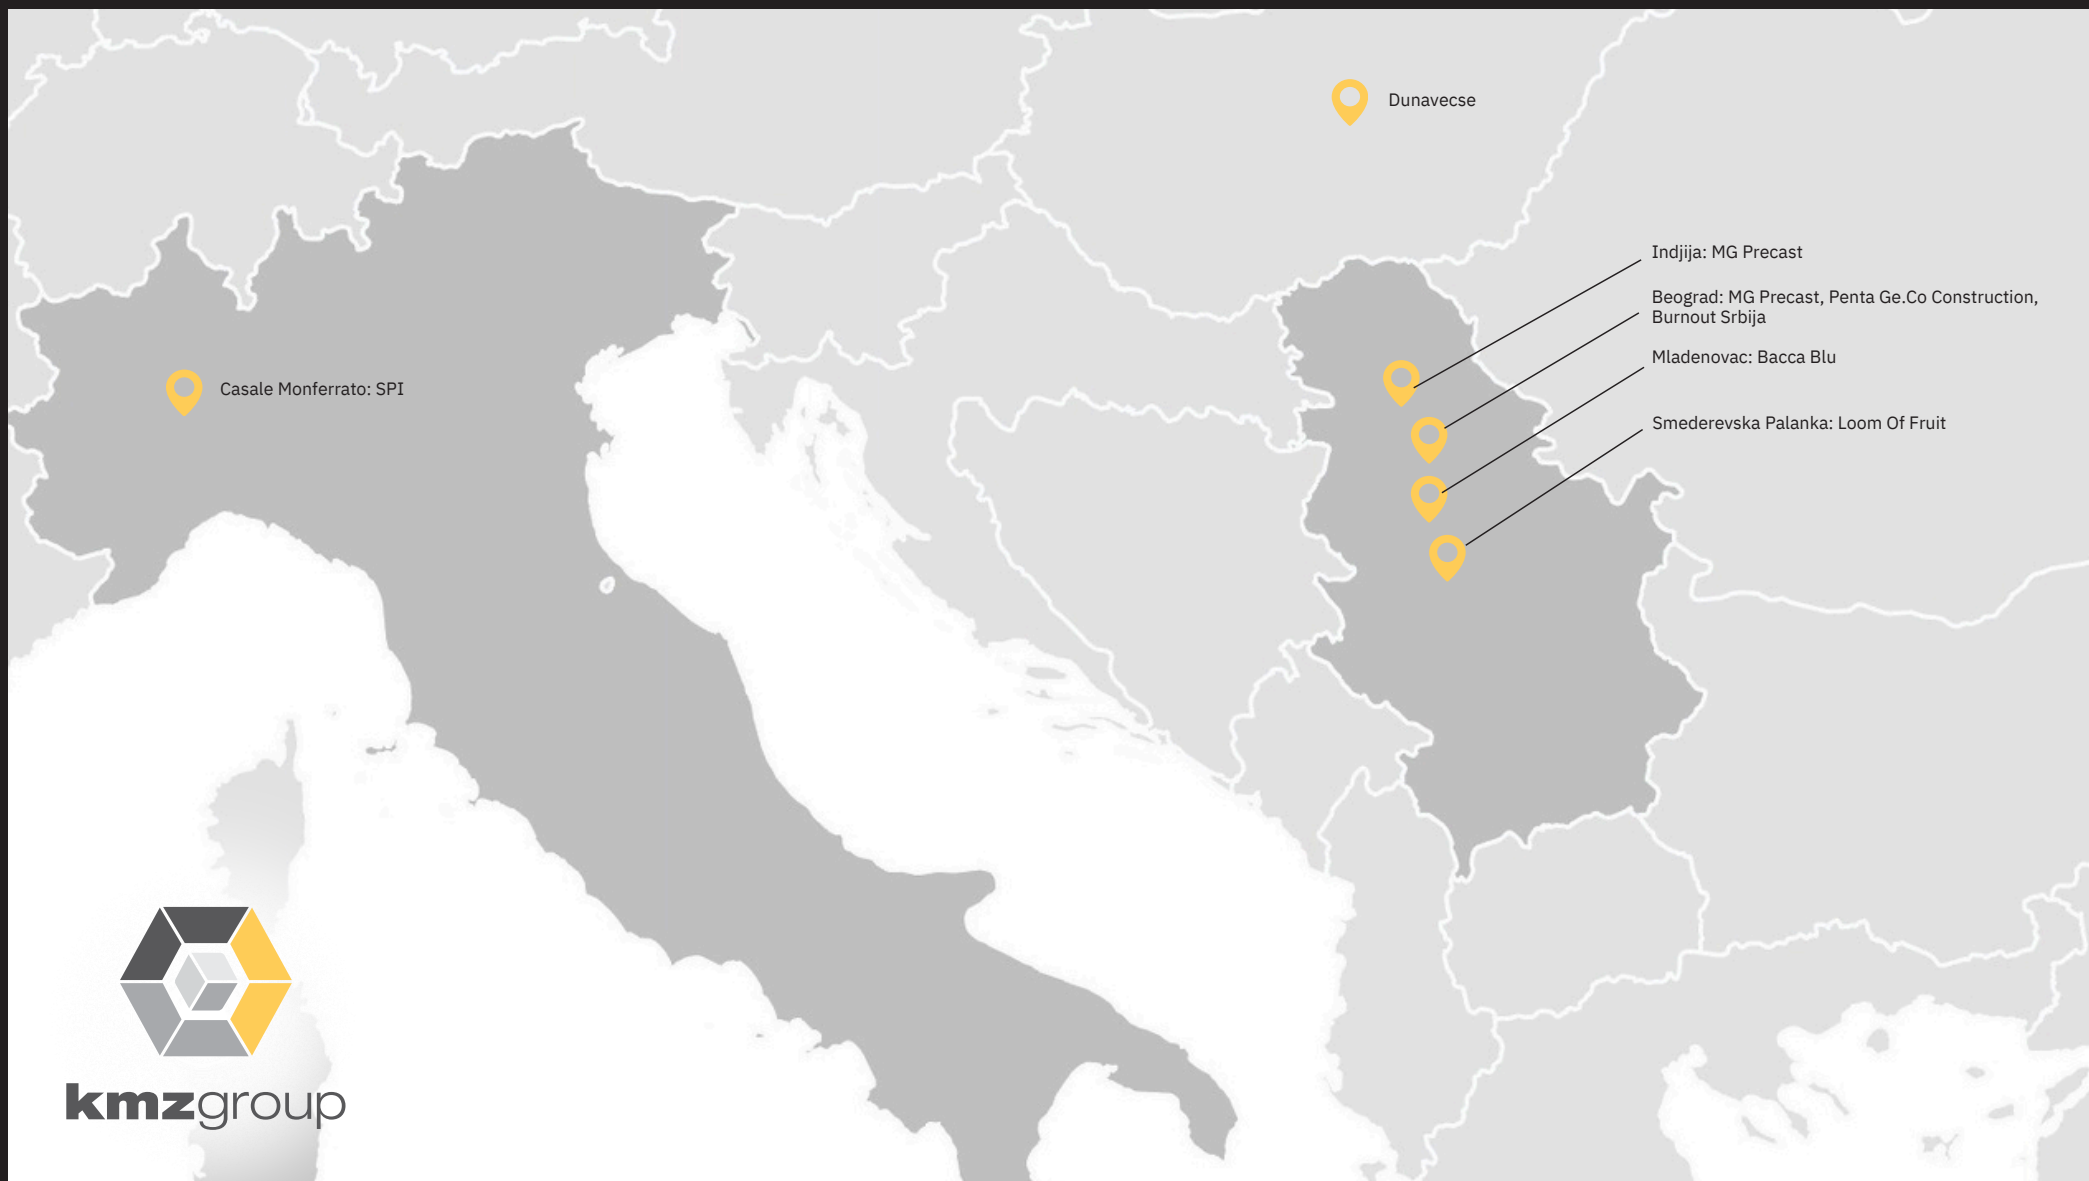 Dunavecse
Indjija: MG Precast
Beograd: MG Precast, Penta Ge.Co Construction,
Burnout Srbija
Mladenovac: Bacca Blu
Casale Monferrato: SPI
Smederevska Palanka: Loom Of Fruit
kmzgroup